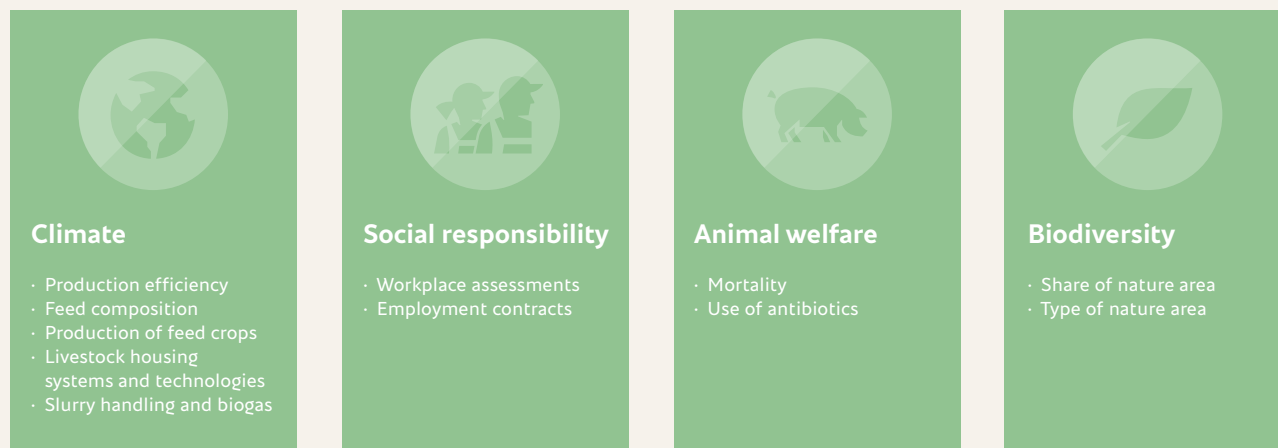 Climate
· Production efficiency
· Feed composition
· Production of feed crops
· Livestock housing
systems and technologies
· Slurry handling and biogas
Social responsibility
· Workplace assessments
· Employment contracts
Animal welfare
· Mortality
· Use of antibiotics
Biodiversity
· Share of nature area
· Type of nature area